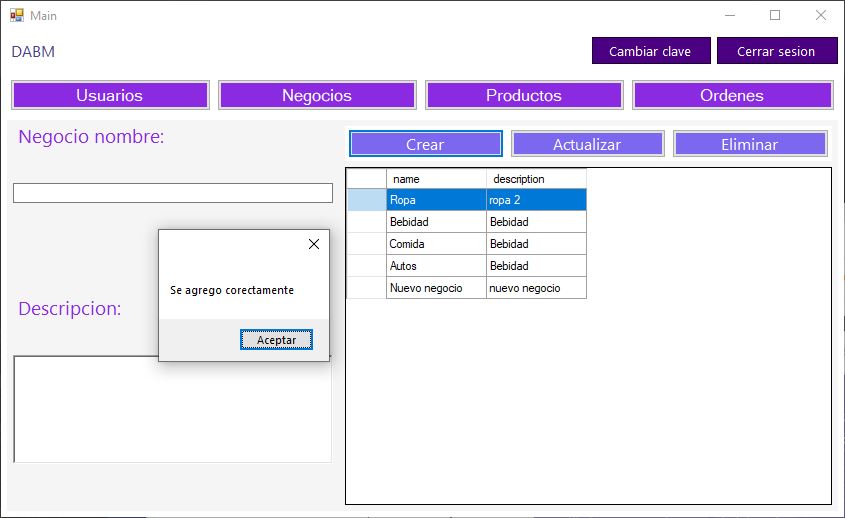 Main
DABM
Cambiar clave
Cerrar sesion
Usuarios
Negocios
Productos
Ordenes
Negocio nombre:
Crear
Actualizar
Eliminar
name description
Ropa ropa 2
Bebidad Bebidad
Comida Bebidad
Autos Bebidad
Nuevo negocio nuevo negocio
Se agrego corectamente
Aceptar
Descripcion: